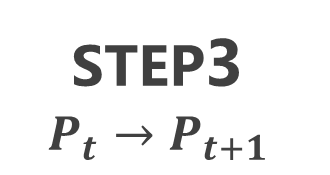 STEP3
P_t → P_{t+1}